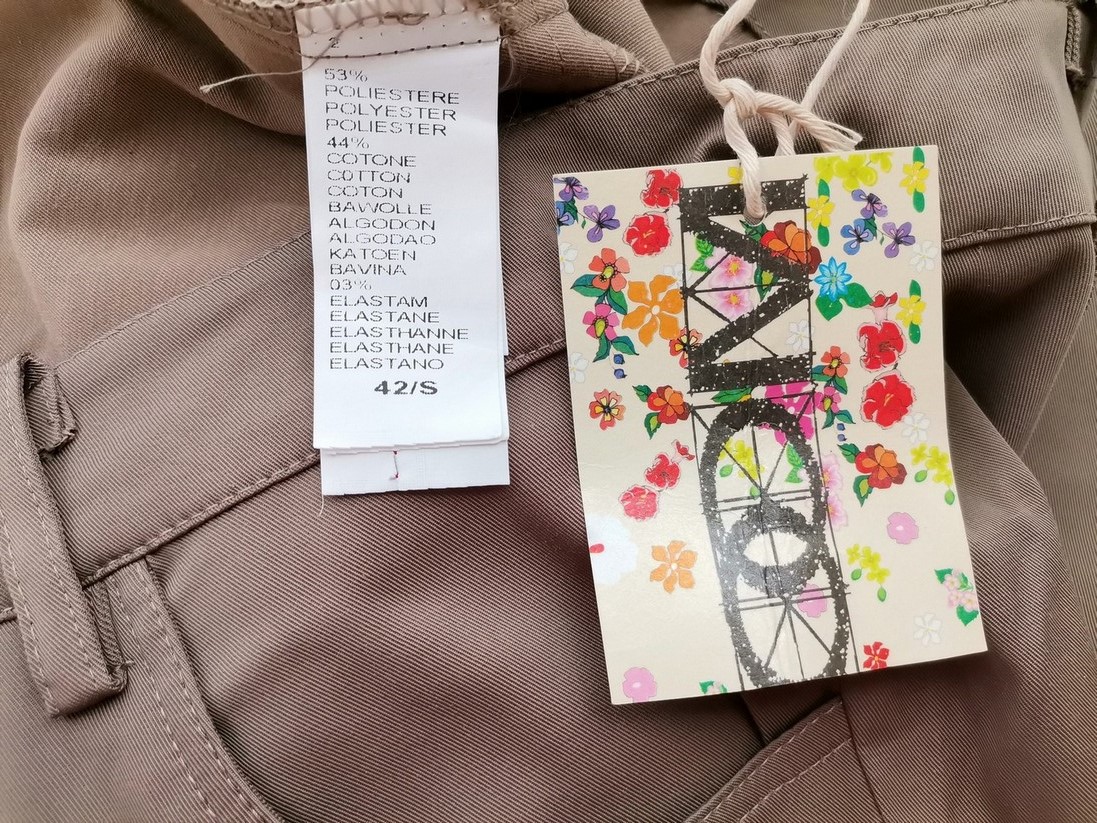 2
53%
POLIESTERE
POLYESTER
POLIESTER
44%
COTONE
COTTON
COTON
BAWOLLE
ALGODON
ALGODAO
KATOEN
BAVINA
03%
ELASTAM
ELASTANE
ELASTHANNE
ELASTHANE
ELASTANO
42/S